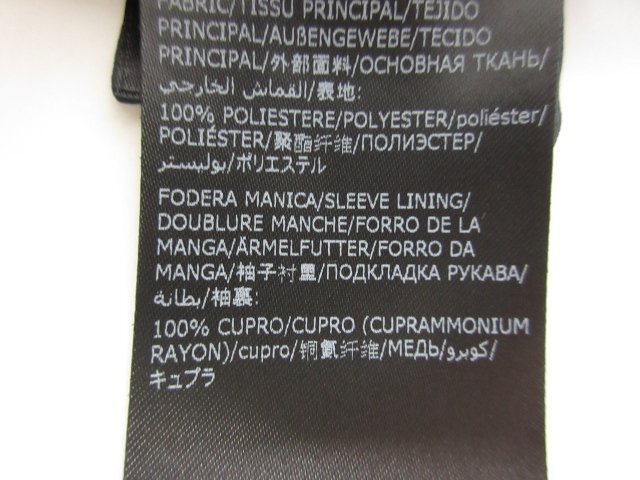 FABRIC/TISSU PRINCIPAL/TEJIDO
PRINCIPAL/AUßENGEWEBE/TECIDO
PRINCIPAL/外部面料/ОСНОВНАЯ ТКАНЬ/
القماش الخارجي/表地:
100% POLIESTERE/POLYESTER/poliéster/
POLIÉSTER/聚酯纤维/ПОЛИЭСТЕР/
بوليستر/ポリエステル
FODERA MANICA/SLEEVE LINING/
DOUBLURE MANCHE/FORRO DE LA
MANGA/ÄRMELFUTTER/FORRO DA
MANGA/袖子衬里/ПОДКЛАДКА РУКАВА/
بطانة/袖裏:
100% CUPRO/CUPRO (CUPRAMMONIUM
RAYON)/cupro/铜氨纤维/МЕДЬ/كوبرو/
キュプラ